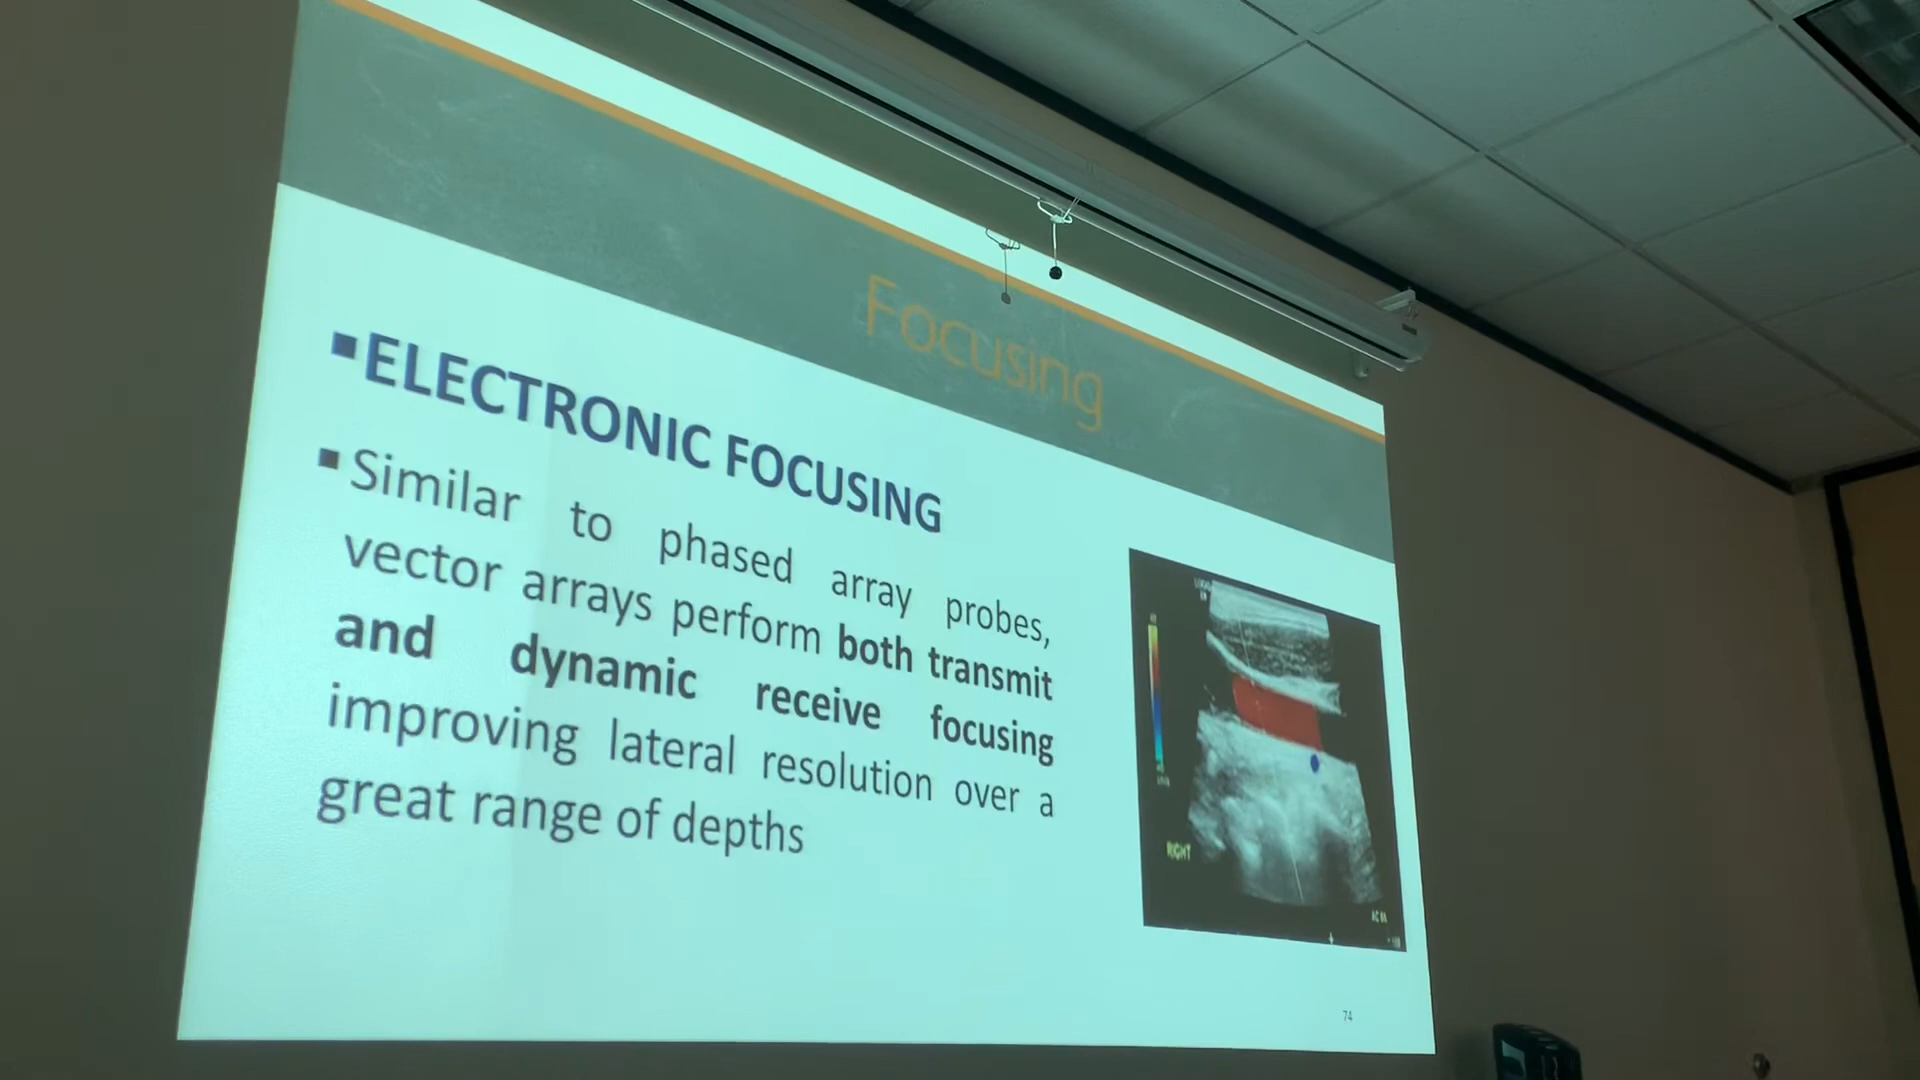 Focusing
▪ELECTRONIC FOCUSING
▪Similar to phased array probes,
vector arrays perform both transmit
and dynamic receive focusing
improving lateral resolution over a
great range of depths
RIGHT
74